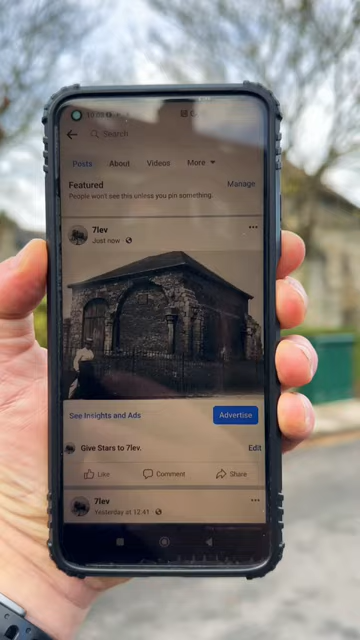 Search
Posts About Videos More
Featured Manage
People won't see this unless you pin something.
7lev
Just now
See Insights and Ads Advertise
Give Stars to 7lev. Edit
Like Comment Share
7lev
Yesterday at 12:41